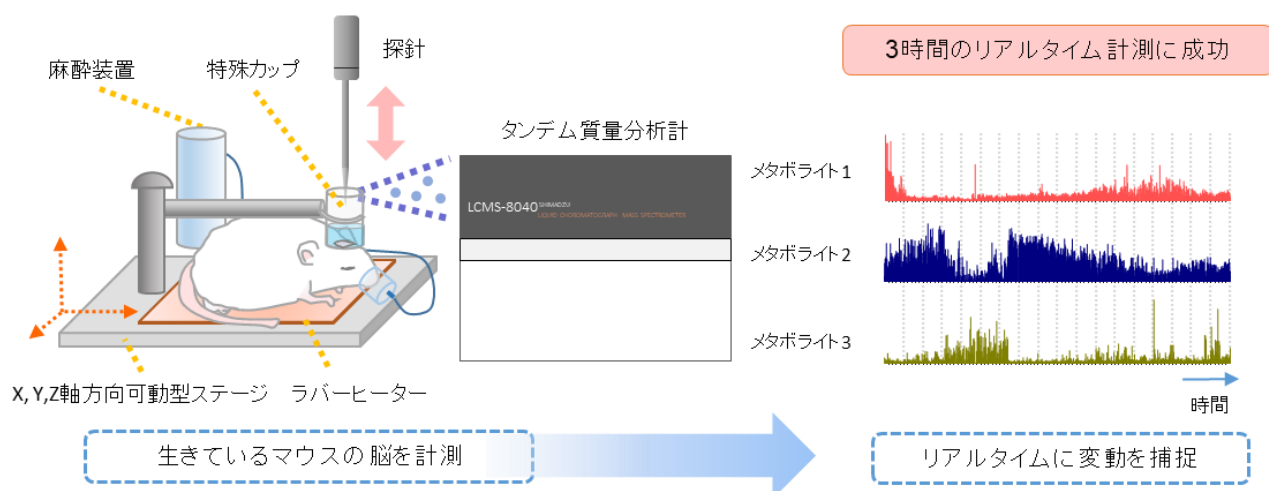 3時間のリアルタイム計測に成功
探針
麻酔装置
特殊カップ
タンデム質量分析計
メタボライト1
LCMS-8040
SHIMADZU
LIQUID CHROMATOGRAPH MASS SPECTROMETER
メタボライト2
メタボライト3
X, Y,Z軸方向可動型ステージ
ラバーヒーター
時間
生きているマウスの脳を計測
リアルタイムに変動を捕捉